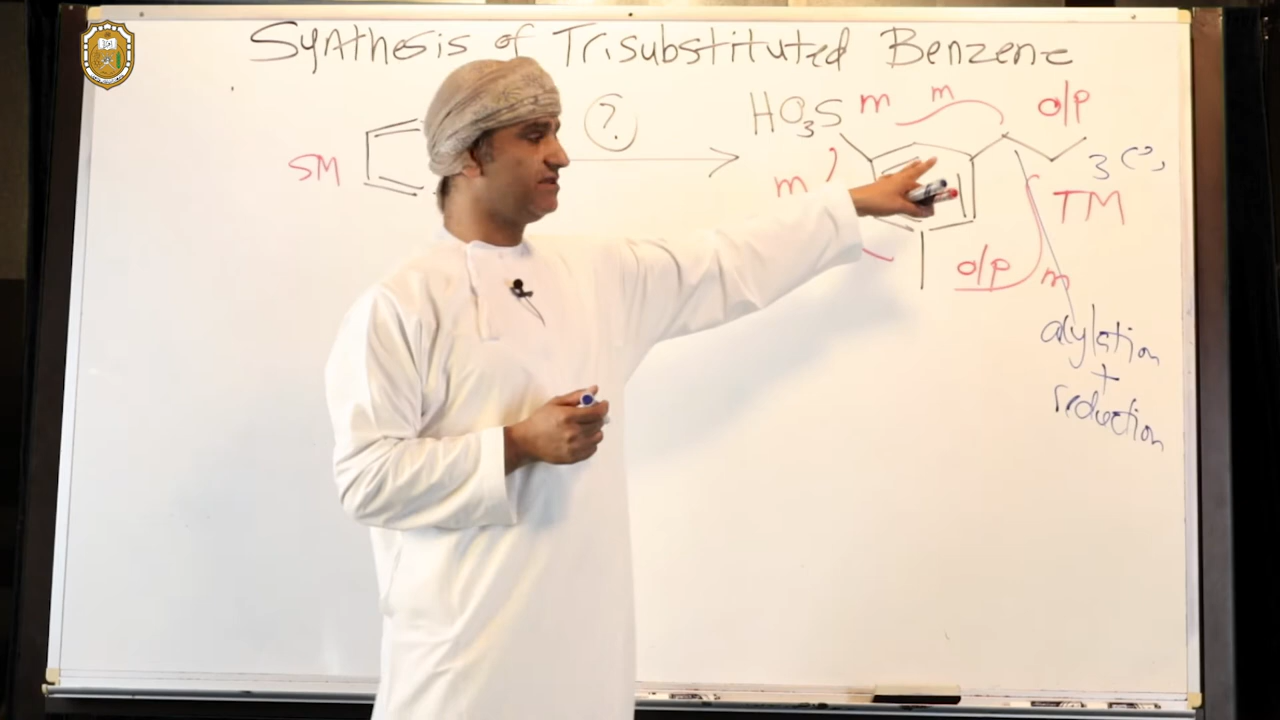 Synthesis of Trisubstituted Benzene
HO3S m m o/p
SM ? m 3 C's
TM
o/p m
acylation
+
reduction